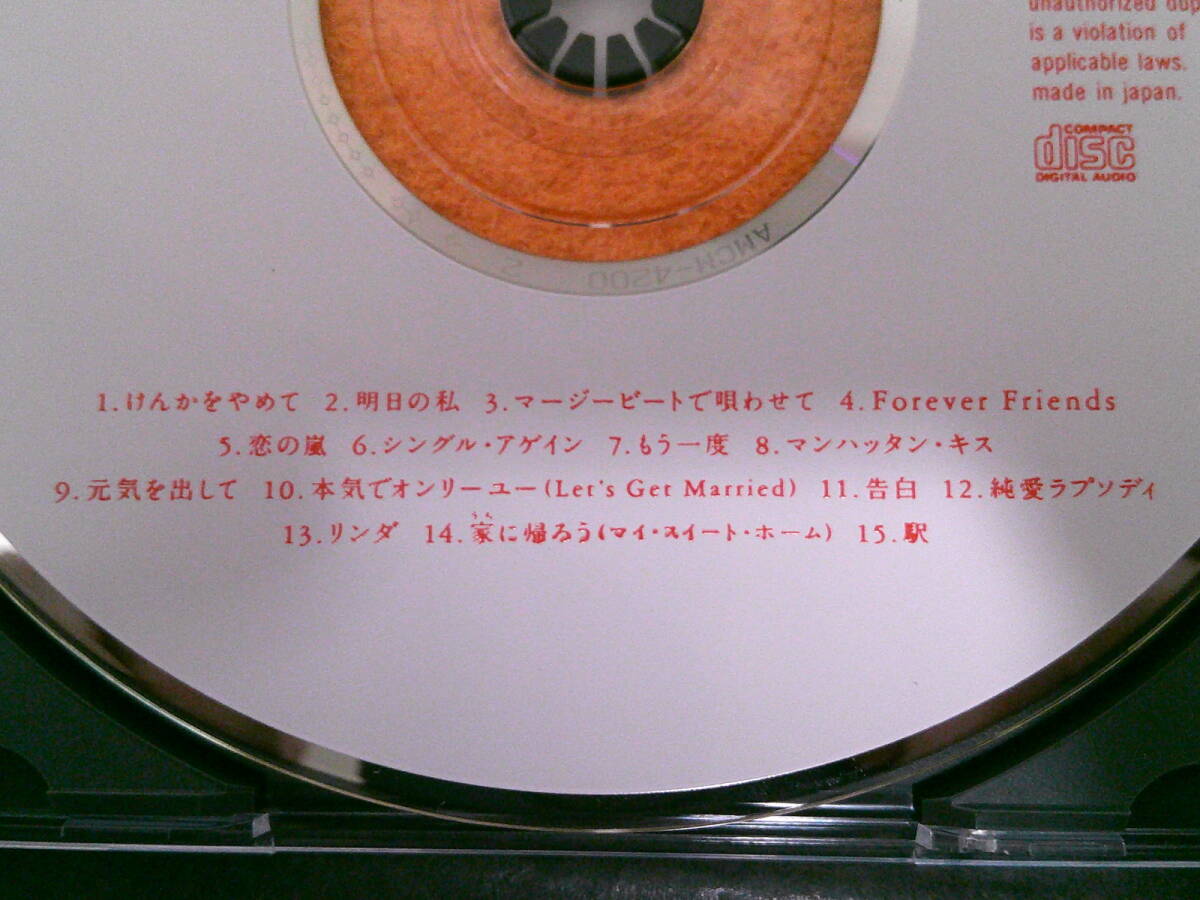 unauthorized dup
is a violation of
applicable laws.
made in japan.
COMPACT
disc
DIGITAL AUDIO
AMCM-4200
2
1.けんかをやめて 2.明日の私 3.マージービートで唄わせて 4.Forever Friends
5.恋の嵐 6.シングル・アゲイン 7.もう一度 8.マンハッタン・キス
9.元気を出して 10.本気でオンリーユー(Let's Get Married) 11.告白 12.純愛ラプソディ
うち
13.リンダ 14.家に帰ろう(マイ・スイート・ホーム) 15.駅